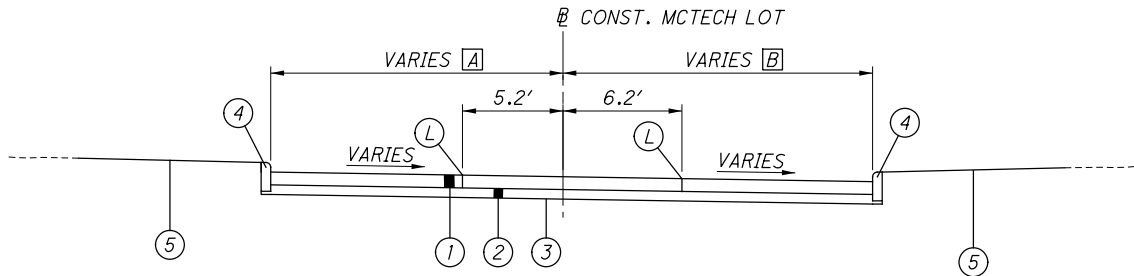 ℄ CONST. MCTECH LOT
VARIES A
VARIES B
5.2'
6.2'
4
4
L
L
VARIES
VARIES
5
1
2
3
5